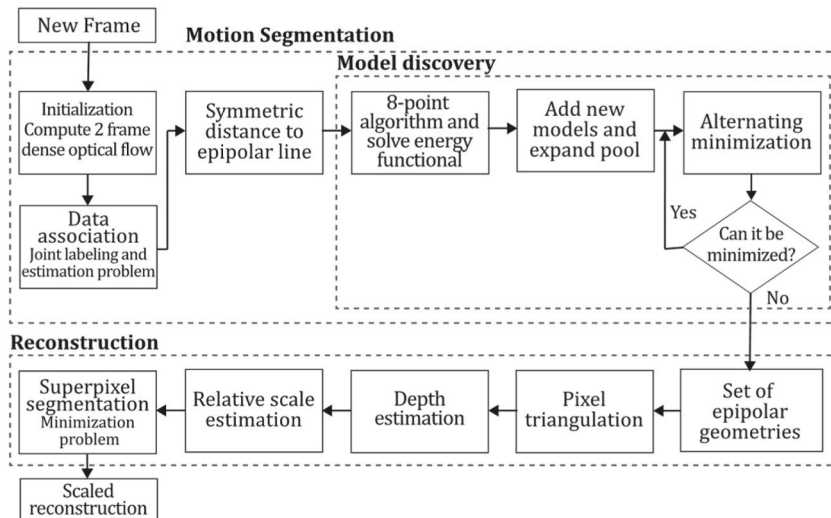 New Frame
Motion Segmentation
Model discovery
Initialization
Compute 2 frame
dense optical flow
Symmetric
distance to
epipolar line
8-point
algorithm and
solve energy
functional
Add new
models and
expand pool
Alternating
minimization
Data
association
Joint labeling and
estimation problem
Yes
Can it be
minimized?
No
Reconstruction
Superpixel
segmentation
Minimization
problem
Relative scale
estimation
Depth
estimation
Pixel
triangulation
Set of
epipolar
geometries
Scaled
reconstruction